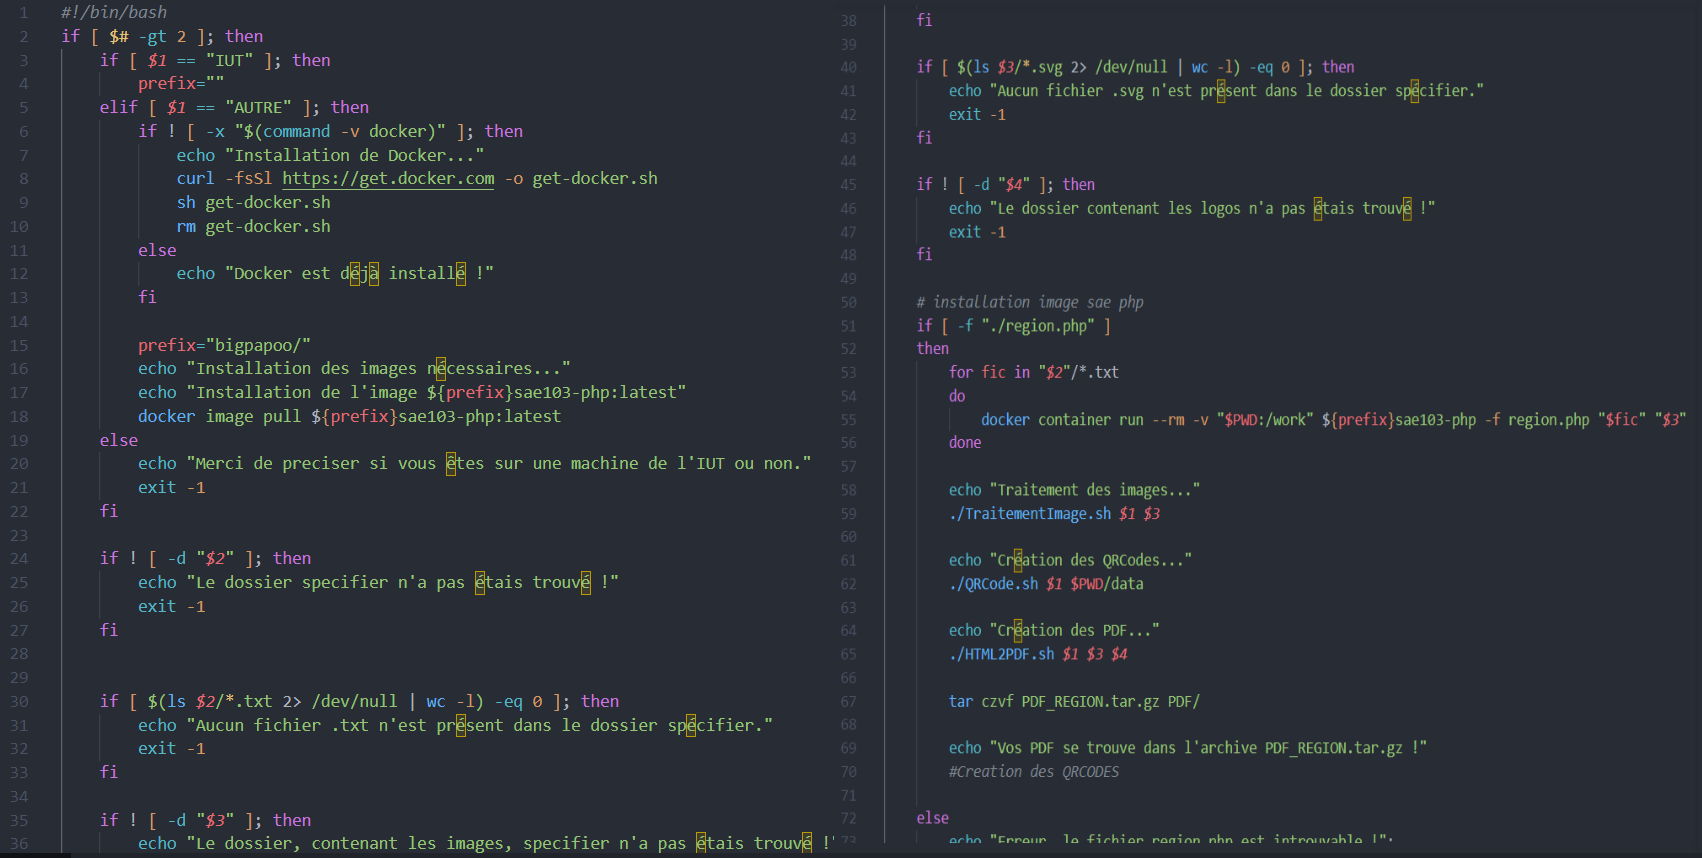 1 #!/bin/bash
2 if [ $# -gt 2 ]; then
3 if [ $1 == "IUT" ]; then
4 prefix=""
5 elif [ $1 == "AUTRE" ]; then
6 if ! [ -x "$(command -v docker)" ]; then
7 echo "Installation de Docker..."
8 curl -fsSl https://get.docker.com -o get-docker.sh
9 sh get-docker.sh
10 rm get-docker.sh
11 else
12 echo "Docker est déjà installé !"
13 fi
14
15 prefix="bigpapoo/"
16 echo "Installation des images nécessaires..."
17 echo "Installation de l'image ${prefix}sae103-php:latest"
18 docker image pull ${prefix}sae103-php:latest
19 else
20 echo "Merci de preciser si vous êtes sur une machine de l'IUT ou non."
21 exit -1
22 fi
23
24 if ! [ -d "$2" ]; then
25 echo "Le dossier specifier n'a pas étais trouvé !"
26 exit -1
27 fi
28
29
30 if [ $(ls $2/*.txt 2> /dev/null | wc -l) -eq 0 ]; then
31 echo "Aucun fichier .txt n'est présent dans le dossier spécifier."
32 exit -1
33 fi
34
35 if ! [ -d "$3" ]; then
36 echo "Le dossier, contenant les images, specifier n'a pas étais trouvé !"
38 fi
39
40 if [ $(ls $3/*.svg 2> /dev/null | wc -l) -eq 0 ]; then
41 echo "Aucun fichier .svg n'est présent dans le dossier spécifier."
42 exit -1
43 fi
44
45 if ! [ -d "$4" ]; then
46 echo "Le dossier contenant les logos n'a pas étais trouvé !"
47 exit -1
48 fi
49
50 # installation image sae php
51 if [ -f "./region.php" ]
52 then
53 for fic in "$2"/*.txt
54 do
55 docker container run --rm -v "$PWD:/work" ${prefix}sae103-php -f region.php "$fic" "$3"
56 done
57
58 echo "Traitement des images..."
59 ./TraitementImage.sh $1 $3
60
61 echo "Création des QRCodes..."
62 ./QRCode.sh $1 $PWD/data
63
64 echo "Création des PDF..."
65 ./HTML2PDF.sh $1 $3 $4
66
67 tar czvf PDF_REGION.tar.gz PDF/
68
69 echo "Vos PDF se trouve dans l'archive PDF_REGION.tar.gz !"
70 #Creation des QRCODES
71
72 else
73 echo "Erreur, le fichier region.php est introuvable !";